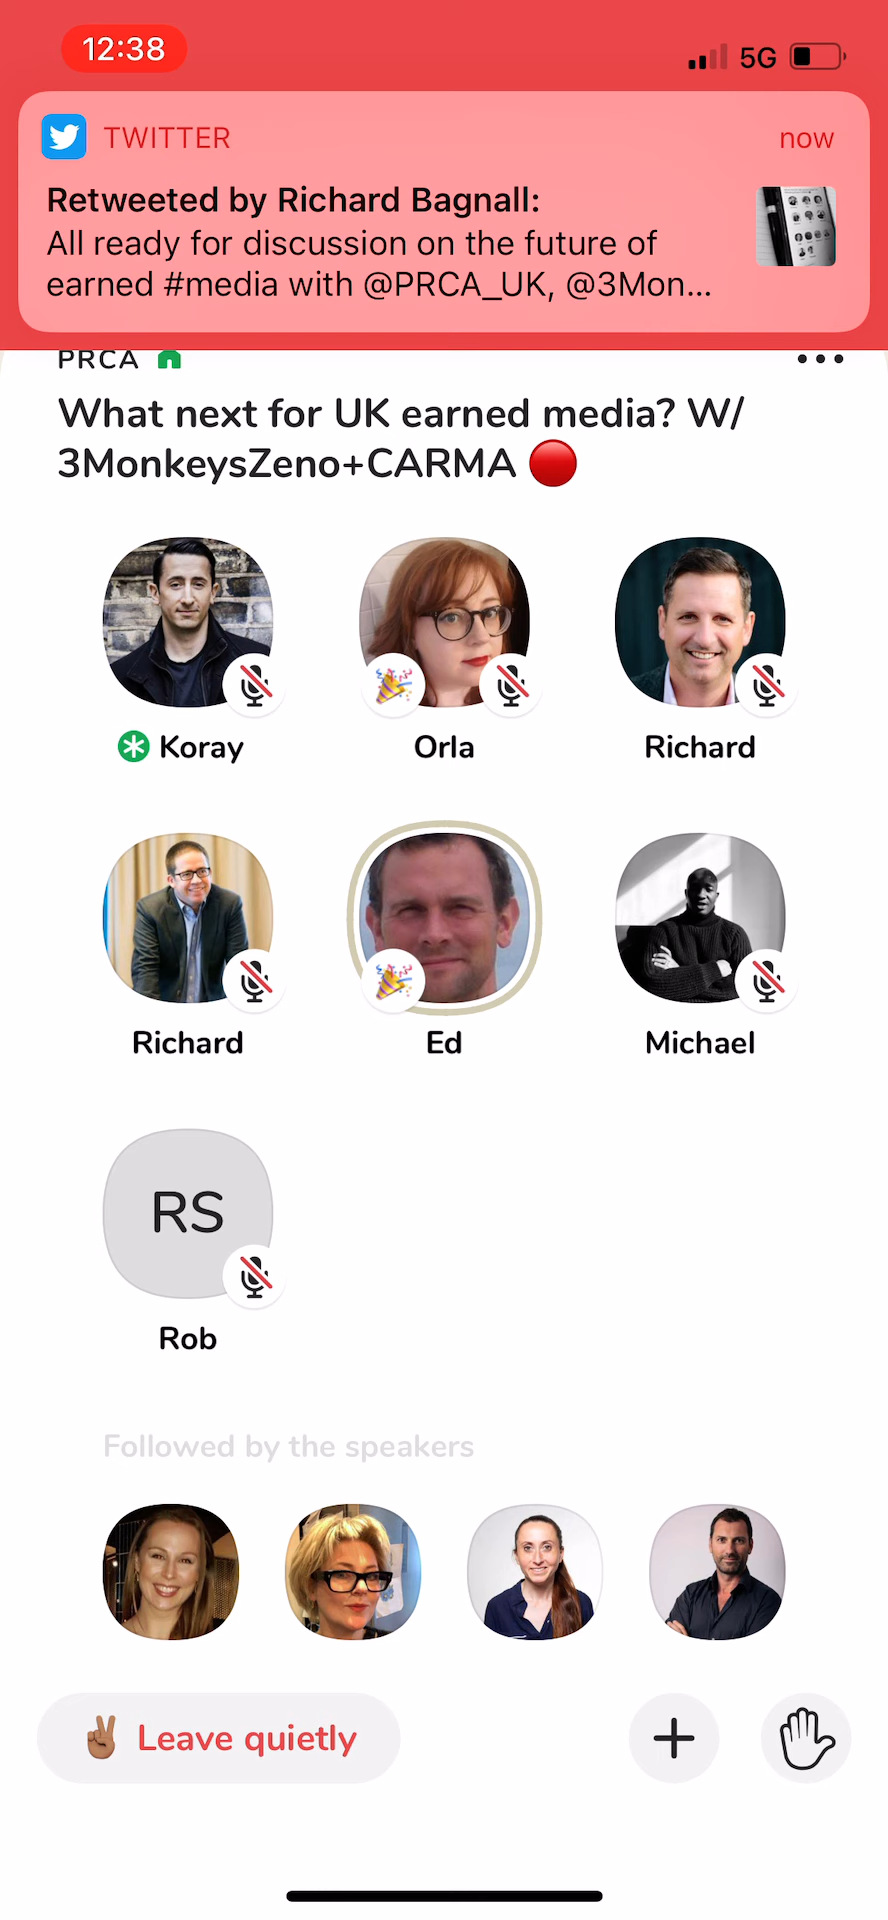 12:38
5G
TWITTER
now
Retweeted by Richard Bagnall:
All ready for discussion on the future of
earned #media with @PRCA_UK, @3Mon...
PRCA
What next for UK earned media? W/
3MonkeysZeno+CARMA
Koray
Orla
Richard
Richard
Ed
Michael
RS
Rob
Followed by the speakers
Leave quietly